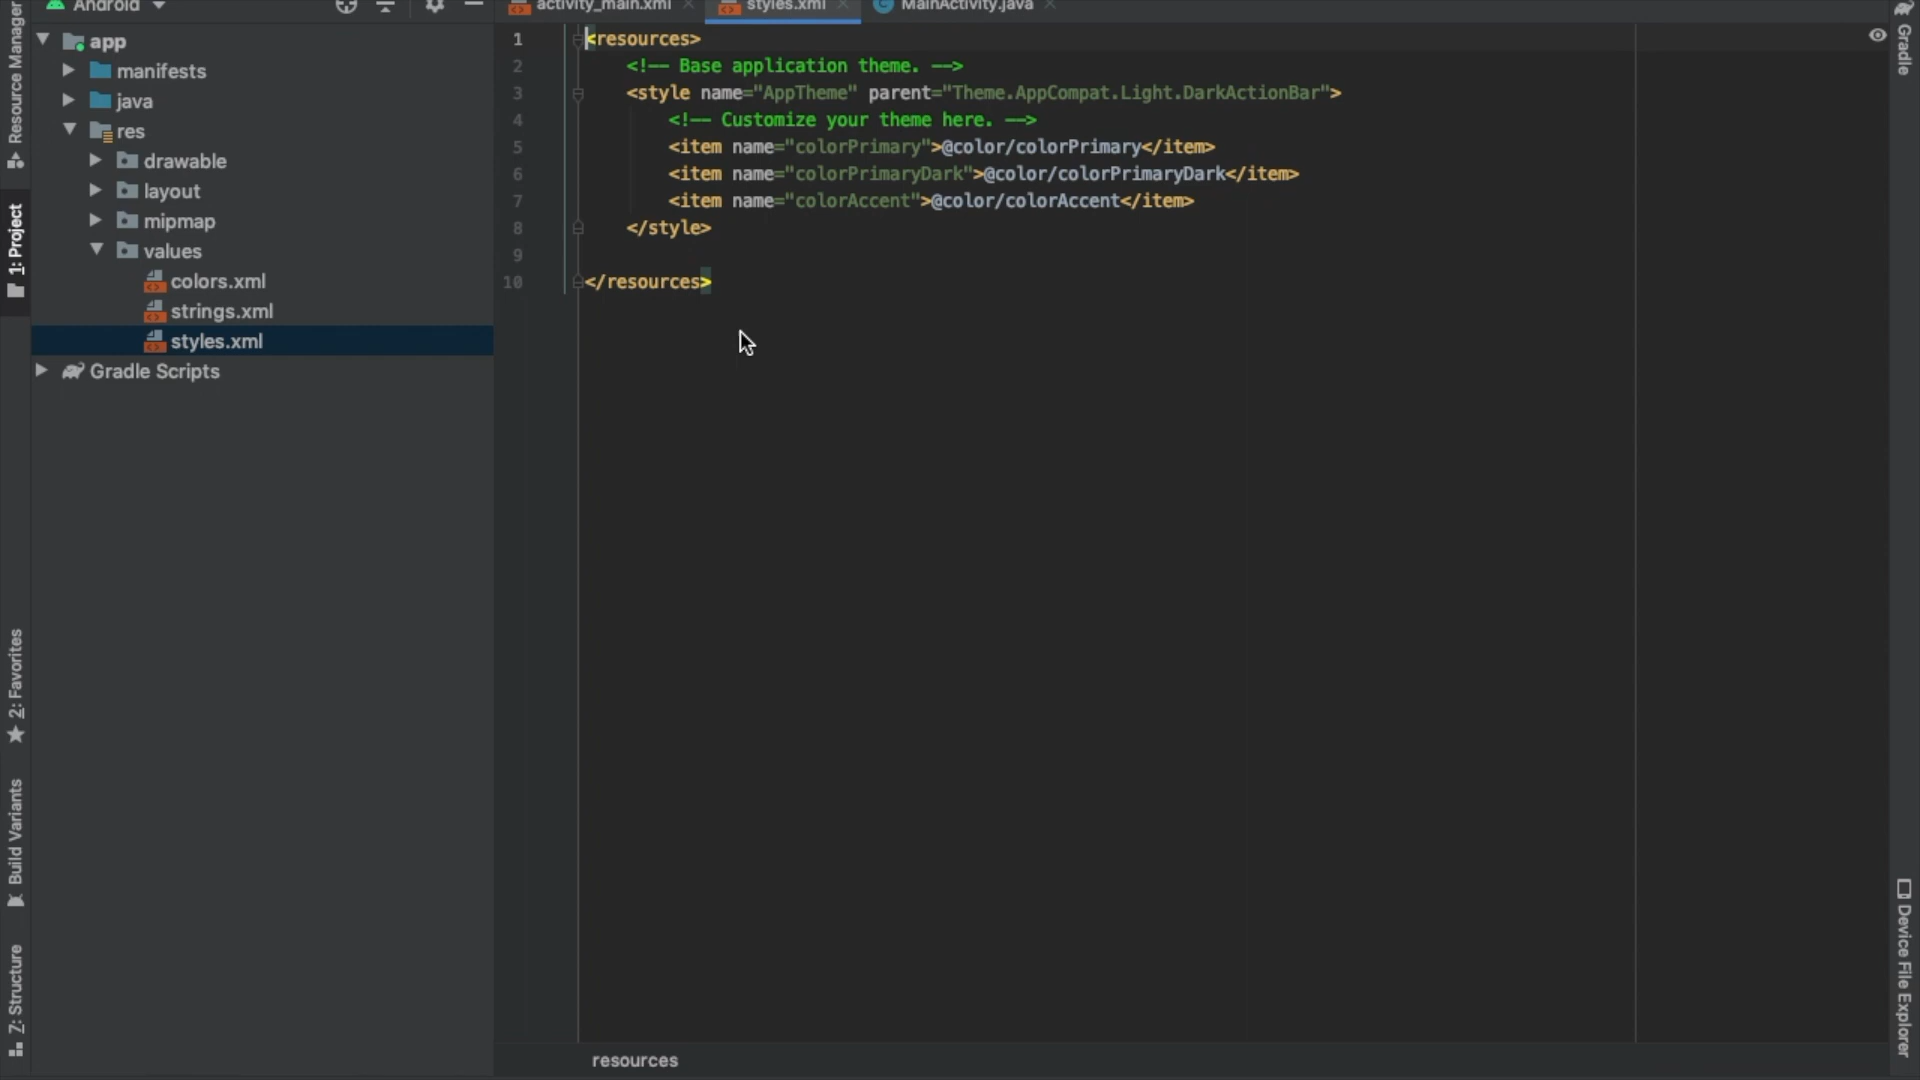 Resource Manager
1: Project
2: Favorites
Build Variants
7: Structure
Android
app
manifests
java
res
drawable
layout
mipmap
values
colors.xml
strings.xml
styles.xml
Gradle Scripts
activity_main.xml
styles.xml
MainActivity.java
1 <resources>
2 <!-- Base application theme. -->
3 <style name="AppTheme" parent="Theme.AppCompat.Light.DarkActionBar">
4 <!-- Customize your theme here. -->
5 <item name="colorPrimary">@color/colorPrimary</item>
6 <item name="colorPrimaryDark">@color/colorPrimaryDark</item>
7 <item name="colorAccent">@color/colorAccent</item>
8 </style>
9
10 </resources>
resources
Gradle
Device File Explorer